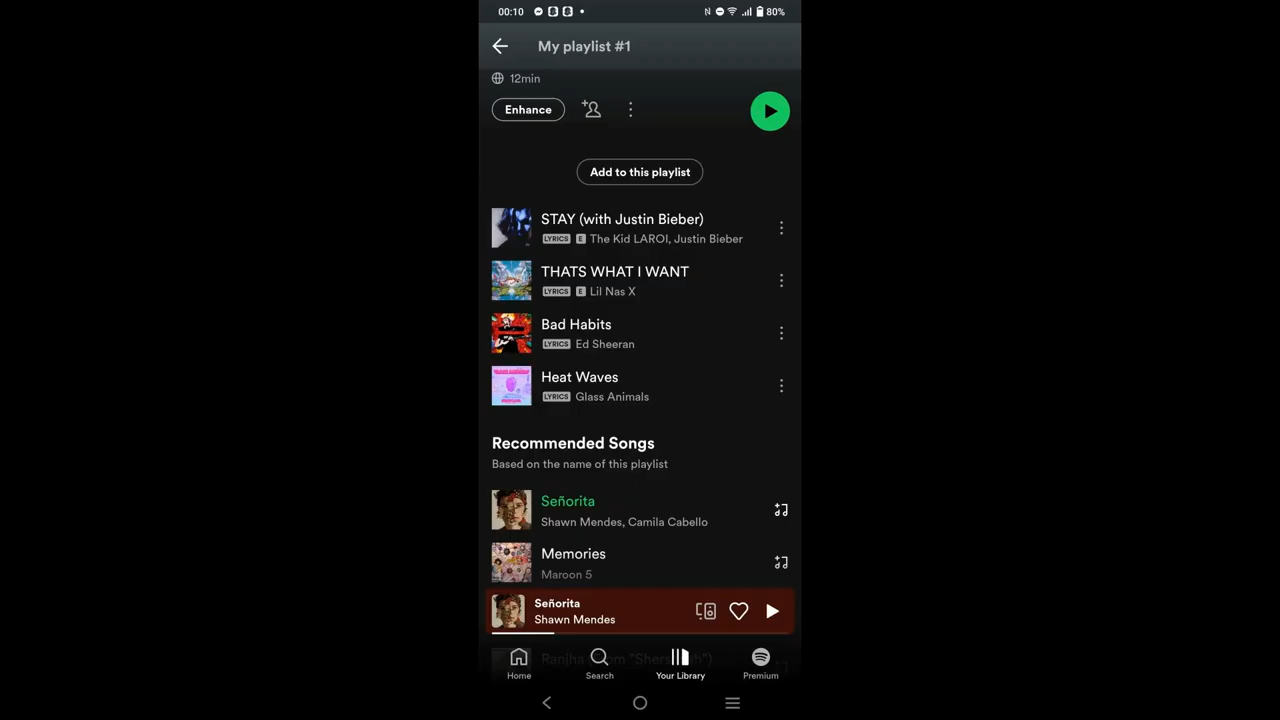 00:10
80%
My playlist #1
12min
Enhance
Add to this playlist
STAY (with Justin Bieber)
LYRICS E The Kid LAROI, Justin Bieber
THATS WHAT I WANT
LYRICS E Lil Nas X
Bad Habits
LYRICS Ed Sheeran
Heat Waves
LYRICS Glass Animals
Recommended Songs
Based on the name of this playlist
Señorita
Shawn Mendes, Camila Cabello
Memories
Maroon 5
Señorita
Shawn Mendes
Home
Search
Your Library
Premium